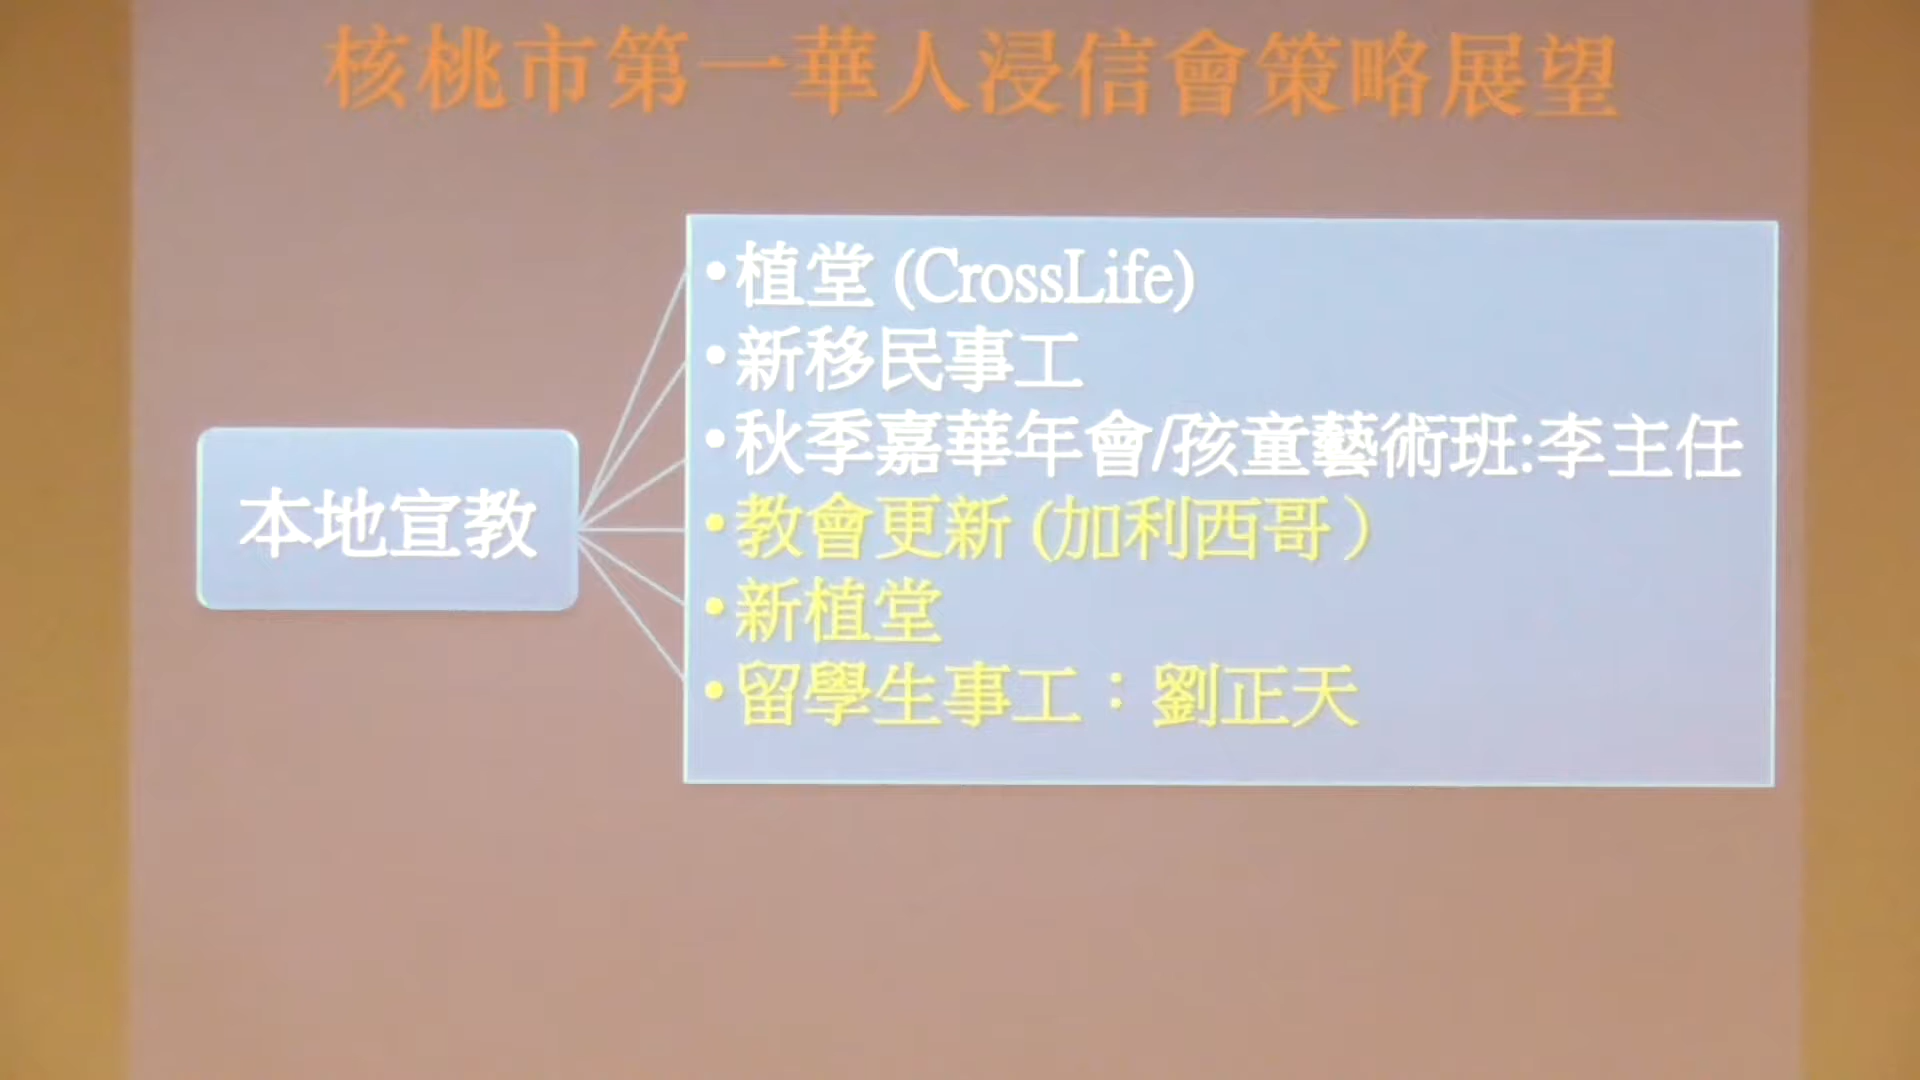 核桃市第一華人浸信會策略展望
本地宣教
•植堂 (CrossLife)
•新移民事工
•秋季嘉華年會/孩童藝術班:李主任
•教會更新 (加利西哥）
•新植堂
•留學生事工：劉正天